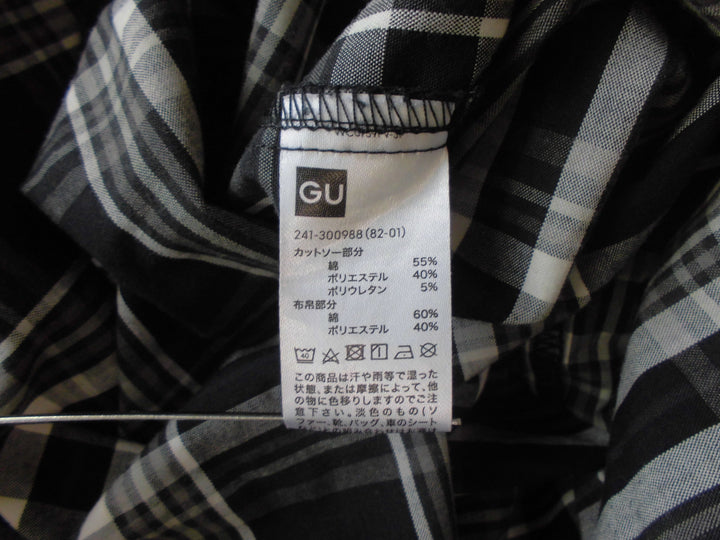 GU
241-300988(82-01)
カットソー部分
綿 55%
ポリエステル 40%
ポリウレタン 5%
布帛部分
綿 60%
ポリエステル 40%
40
この商品は汗や雨等で湿った
状態、または摩擦によって、他
の物に色移りしますのでご注
意下さい。淡色のもの(ソ
ファー、靴、バッグ、車のシート